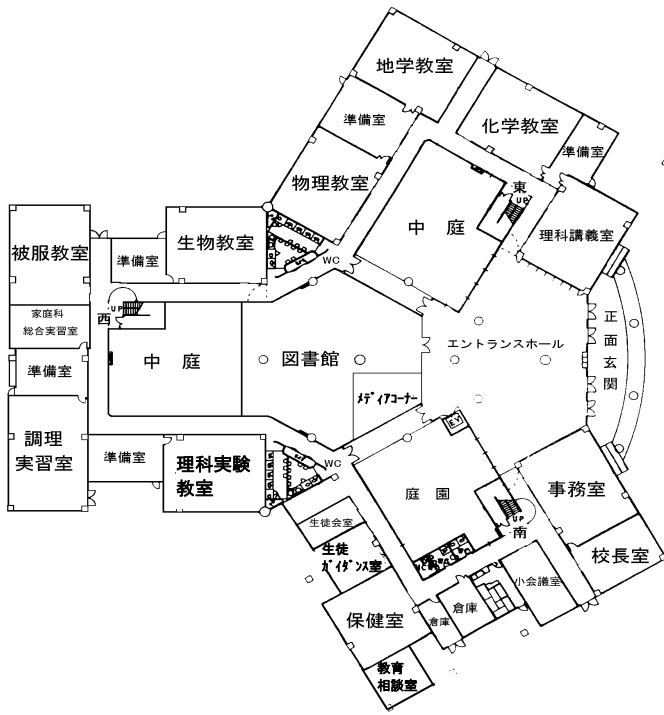 地学教室
準備室
化学教室
準備室
物理教室
中庭
東
UP
理科講義室
WC
被服教室
準備室
生物教室
家庭科
総合実習室
西
UP
準備室
中庭
図書館
エントランスホール
正面玄関
メディアコーナー
EV
調理
実習室
準備室
理科実験
教室
WC
庭園
生徒会室
生徒
ガイダンス室
事務室
UP
南
校長室
小会議室
保健室
倉庫
倉庫
教育
相談室